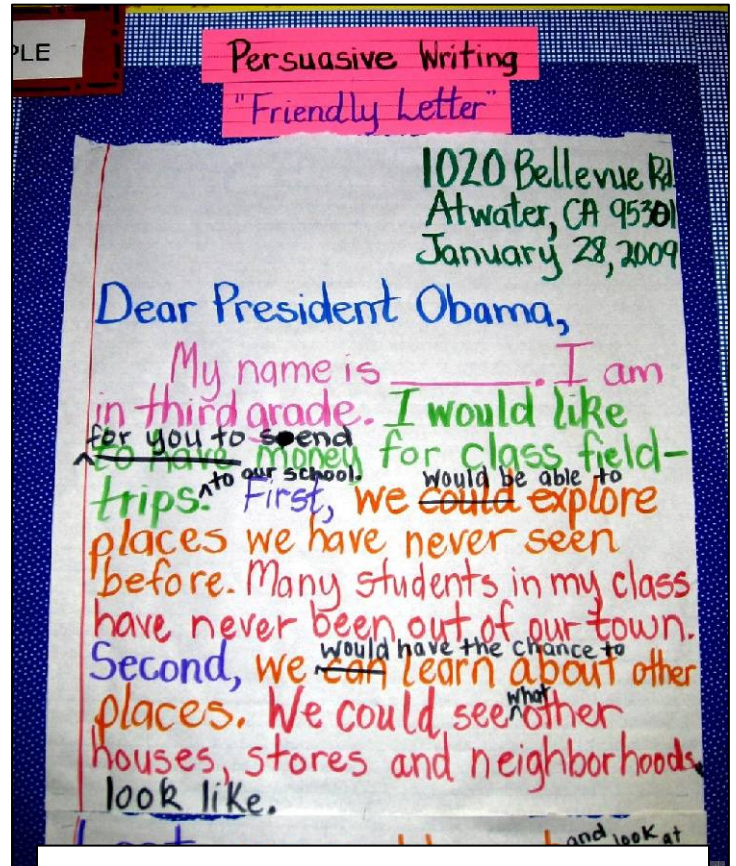 PLE
Persuasive Writing
"Friendly Letter"
1020 Bellevue Rd.
Atwater, CA 95301
January 28, 2009
Dear President Obama,
My name is ________. I am
in third grade. I would like
for you to spend
to have money for class field-
to our school. would be able to
trips. First, we could explore
places we have never seen
before. Many students in my class
have never been out of our town.
would have the chance to
Second, we can learn about other
what
places. We could see other
houses, stores and neighborhoods
look like.
and look at